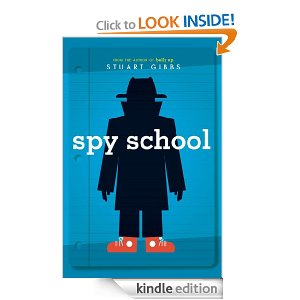 Click to
LOOK INSIDE!
FROM THE AUTHOR OF belly up
STUART GIBBS
spy school
kindle edition